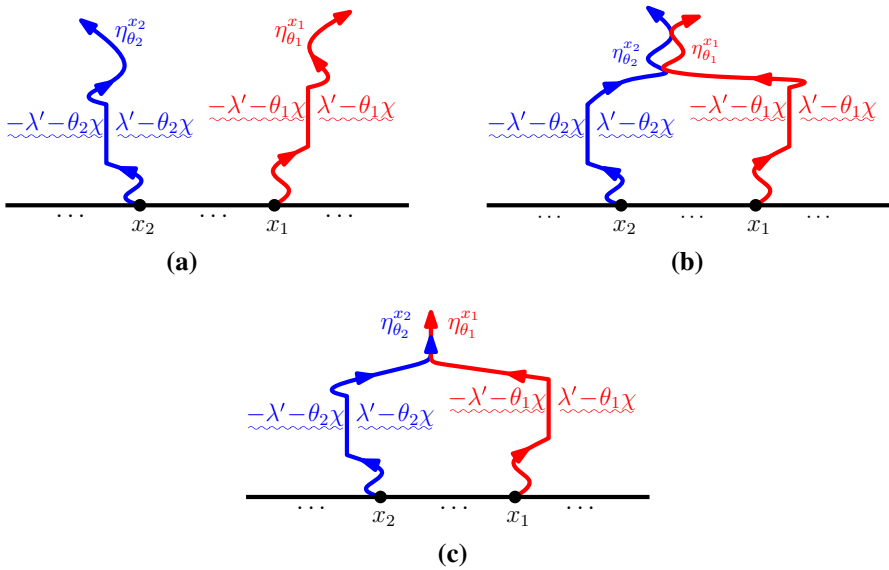 η^{x_2}_{θ_2} η^{x_1}_{θ_1}
−λ′−θ_2χ λ′−θ_2χ −λ′−θ_1χ λ′−θ_1χ
··· x_2 ··· x_1 ···
(a)
η^{x_2}_{θ_2} η^{x_1}_{θ_1}
−λ′−θ_2χ λ′−θ_2χ −λ′−θ_1χ λ′−θ_1χ
··· x_2 ··· x_1 ···
(b)
η^{x_2}_{θ_2} η^{x_1}_{θ_1}
−λ′−θ_2χ λ′−θ_2χ −λ′−θ_1χ λ′−θ_1χ
··· x_2 ··· x_1 ···
(c)